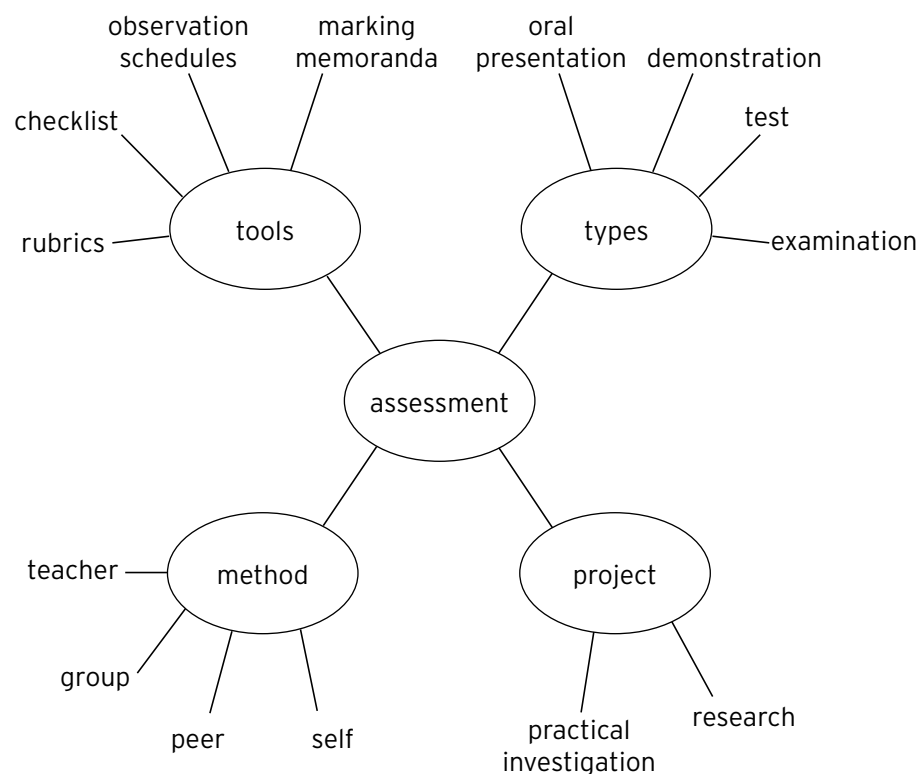 observation
schedules
marking
memoranda
oral
presentation
demonstration
checklist
test
rubrics
tools
types
examination
assessment
teacher
method
project
group
peer
self
practical
investigation
research